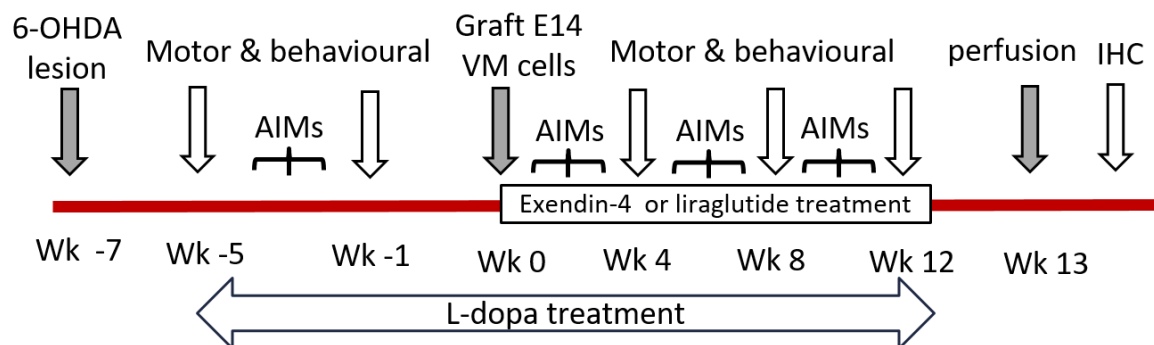 6-OHDA
lesion
Motor & behavioural
Graft E14
VM cells
Motor & behavioural
perfusion
IHC
AIMs
AIMs
AIMs
AIMs
Exendin-4 or liraglutide treatment
Wk -7
Wk -5
Wk -1
Wk 0
Wk 4
Wk 8
Wk 12
Wk 13
L-dopa treatment